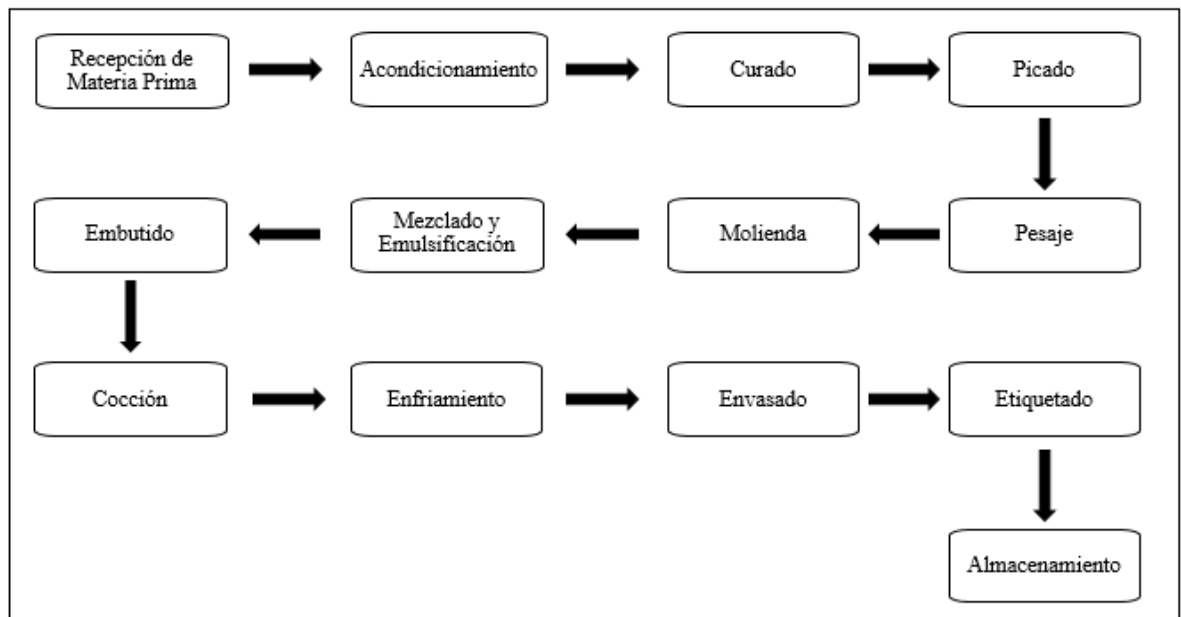 Recepción de
Materia Prima
Acondicionamiento
Curado
Picado
Pesaje
Molienda
Mezclado y
Emulsificación
Embutido
Cocción
Enfriamiento
Envasado
Etiquetado
Almacenamiento